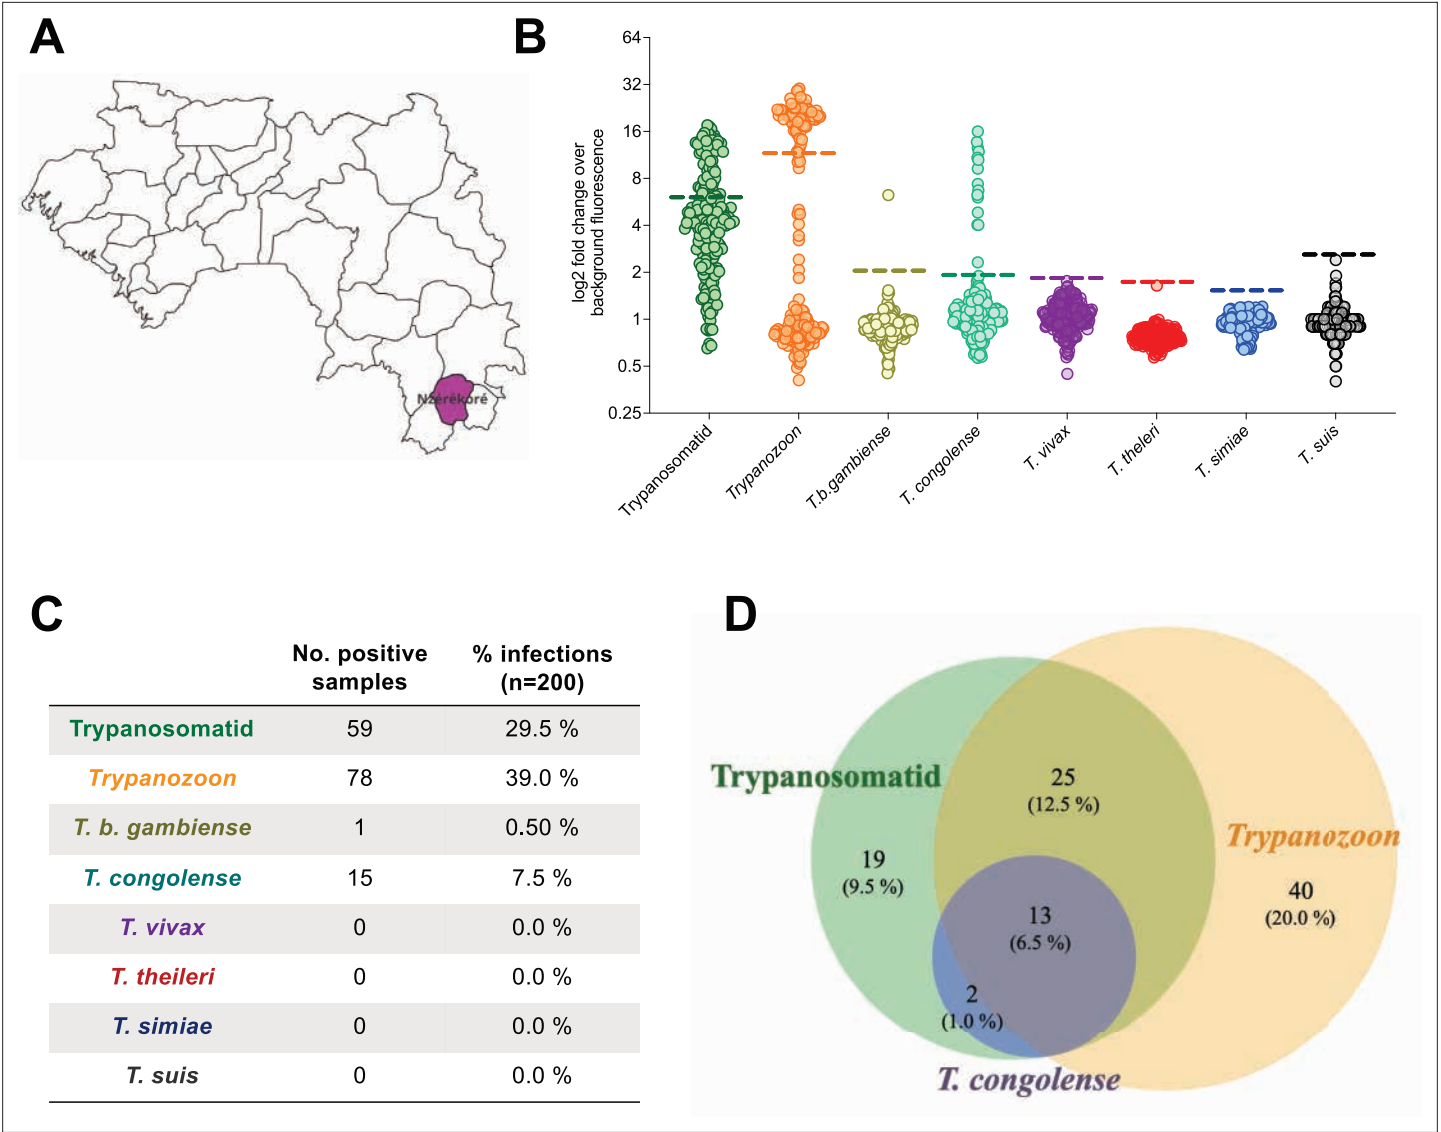 A
Nzérékoré
B
log2 fold change over
background fluorescence
64
32
16
8
4
2
1
0.5
0.25
Trypanosomatid
Trypanozoon
T.b.gambiense
T. congolense
T. vivax
T. theleri
T. simiae
T. suis
C
No. positive samples
% infections (n=200)
Trypanosomatid 59 29.5 %
Trypanozoon 78 39.0 %
T. b. gambiense 1 0.50 %
T. congolense 15 7.5 %
T. vivax 0 0.0 %
T. theileri 0 0.0 %
T. simiae 0 0.0 %
T. suis 0 0.0 %
D
Trypanosomatid
25
(12.5 %)
Trypanozoon
19
(9.5 %)
40
(20.0 %)
13
(6.5 %)
2
(1.0 %)
T. congolense